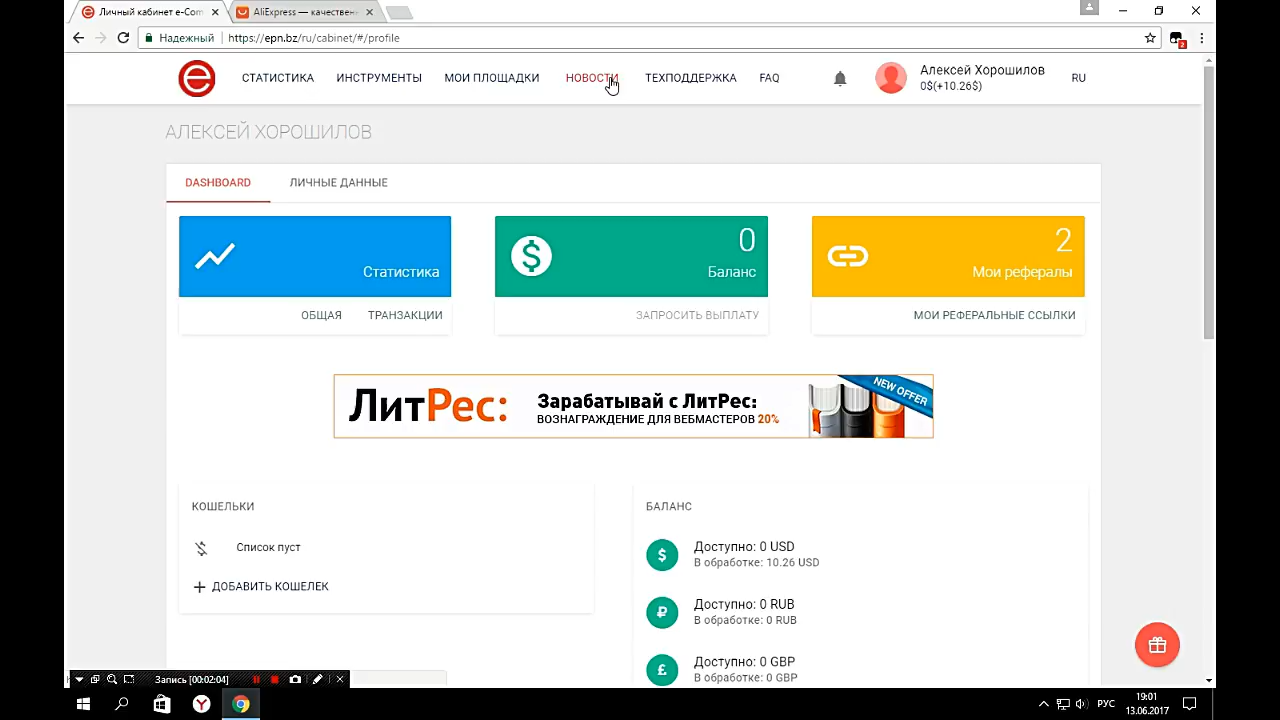 Личный кабинет e-Com
AliExpress — качествен
Надежный
https://epn.bz/ru/cabinet/#/profile
2
e
СТАТИСТИКА
ИНСТРУМЕНТЫ
МОИ ПЛОЩАДКИ
НОВОСТИ
ТЕХПОДДЕРЖКА
FAQ
Алексей Хорошилов
0$(+10.26$)
RU
АЛЕКСЕЙ ХОРОШИЛОВ
DASHBOARD
ЛИЧНЫЕ ДАННЫЕ
Статистика
ОБЩАЯ
ТРАНЗАКЦИИ
0
Баланс
ЗАПРОСИТЬ ВЫПЛАТУ
2
Мои рефералы
МОИ РЕФЕРАЛЬНЫЕ ССЫЛКИ
ЛитРес:
Зарабатывай с ЛитРес:
ВОЗНАГРАЖДЕНИЕ ДЛЯ ВЕБМАСТЕРОВ 20%
NEW OFFER
КОШЕЛЬКИ
Список пуст
ДОБАВИТЬ КОШЕЛЕК
БАЛАНС
Доступно: 0 USD
В обработке: 10.26 USD
Доступно: 0 RUB
В обработке: 0 RUB
Доступно: 0 GBP
В обработке: 0 GBP
Запись [00:02:04]
РУС
19:01
13.06.2017